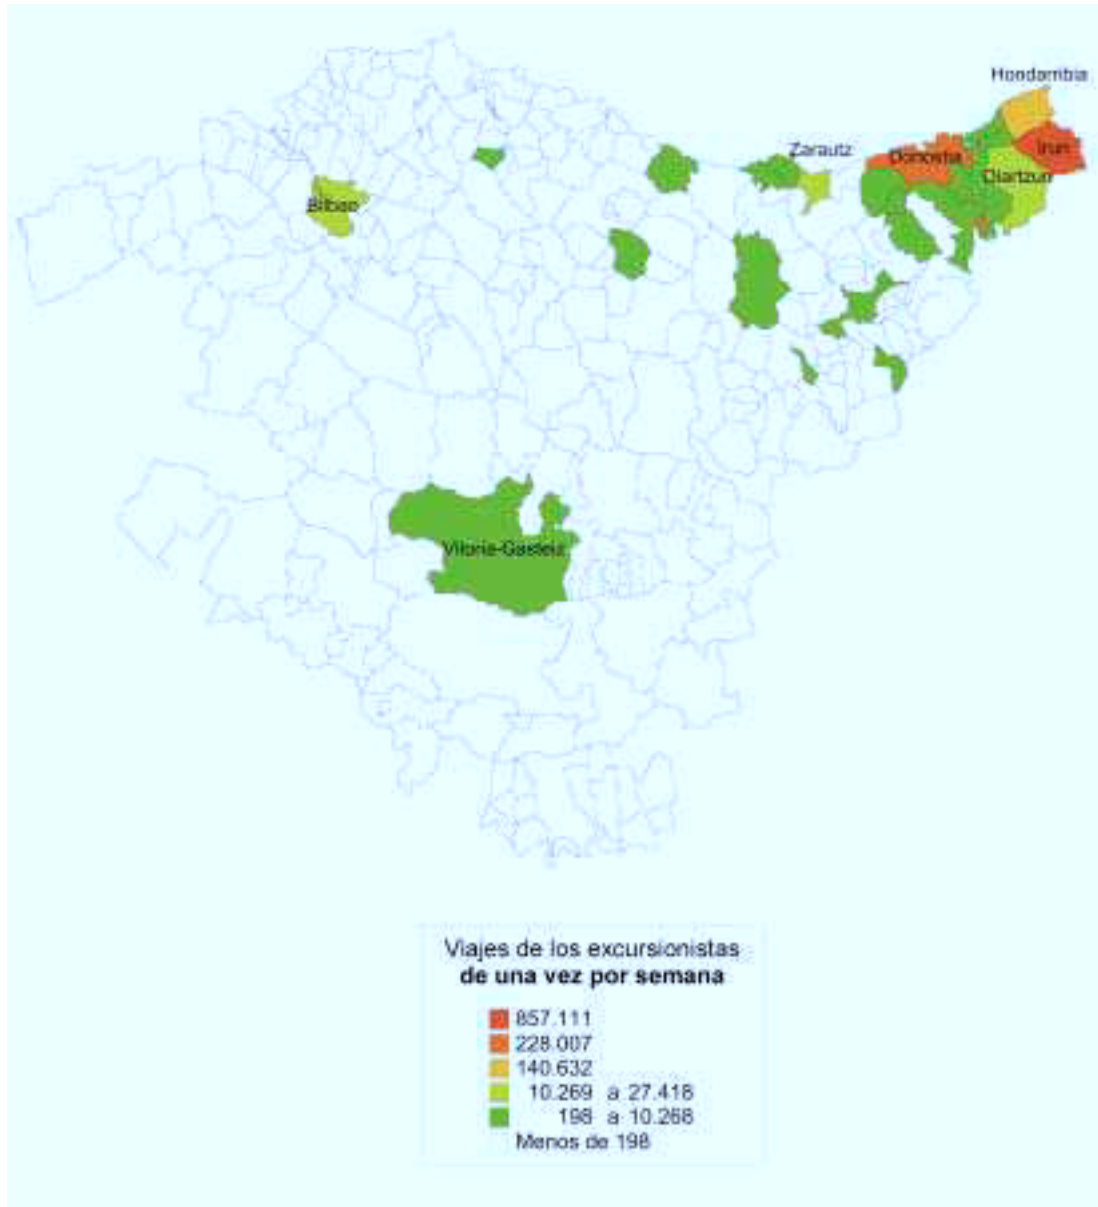 Hondarribia
Zarautz
Donostia
Irun
Oiartzun
Bilbao
Vitoria-Gasteiz
Viajes de los excursionistas
de una vez por semana
857.111
228.007
140.632
10.269 a 27.418
198 a 10.268
Menos de 198